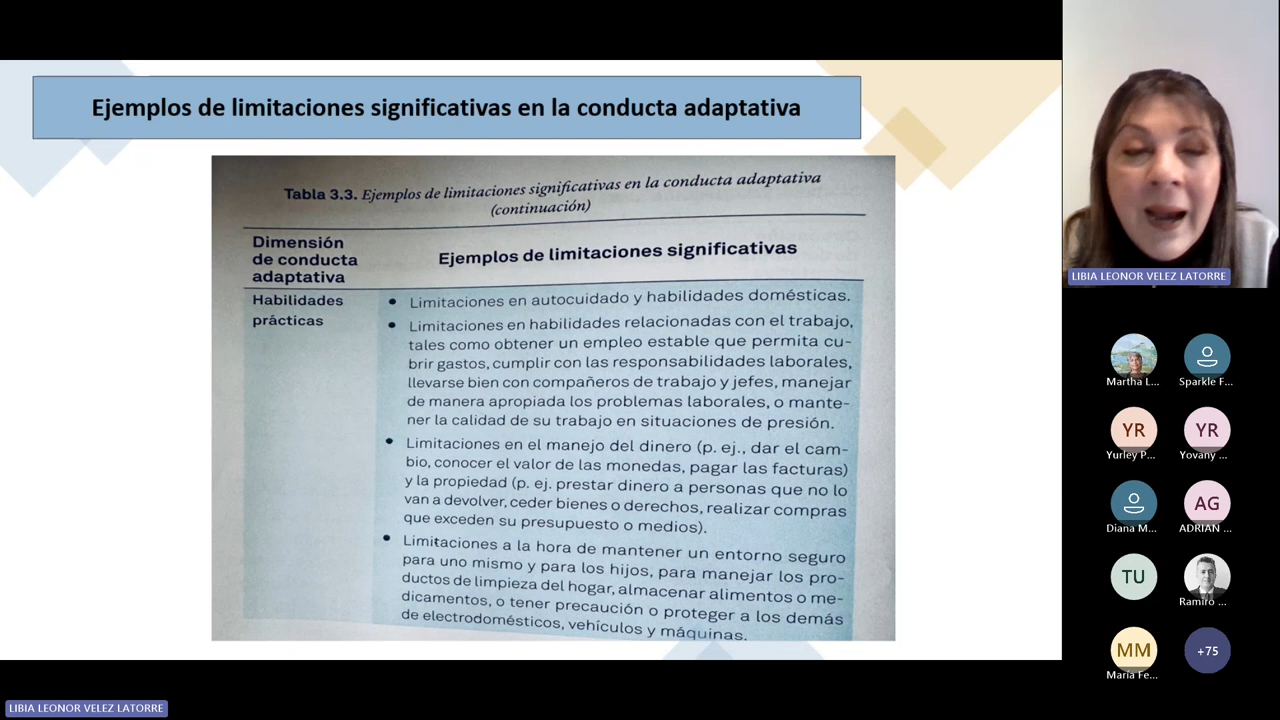 Ejemplos de limitaciones significativas en la conducta adaptativa
Tabla 3.3. Ejemplos de limitaciones significativas en la conducta adaptativa
(continuación)
Dimensión
de conducta
adaptativa
Ejemplos de limitaciones significativas
Habilidades
prácticas
• Limitaciones en autocuidado y habilidades domésticas.
• Limitaciones en habilidades relacionadas con el trabajo,
tales como obtener un empleo estable que permita cu-
brir gastos, cumplir con las responsabilidades laborales,
llevarse bien con compañeros de trabajo y jefes, manejar
de manera apropiada los problemas laborales, o mante-
ner la calidad de su trabajo en situaciones de presión.
• Limitaciones en el manejo del dinero (p. ej., dar el cam-
bio, conocer el valor de las monedas, pagar las facturas)
y la propiedad (p. ej. prestar dinero a personas que no lo
van a devolver, ceder bienes o derechos, realizar compras
que exceden su presupuesto o medios).
• Limitaciones a la hora de mantener un entorno seguro
para uno mismo y para los hijos, para manejar los pro-
ductos de limpieza del hogar, almacenar alimentos o me-
dicamentos, o tener precaución o proteger a los demás
de electrodomésticos, vehículos y máquinas.
LIBIA LEONOR VELEZ LATORRE
Martha L...
Sparkle F...
YR
Yurley P...
YR
Yovany ...
Diana M...
AG
ADRIAN ...
TU
Ramiro ...
MM
María Fe...
+75
LIBIA LEONOR VELEZ LATORRE